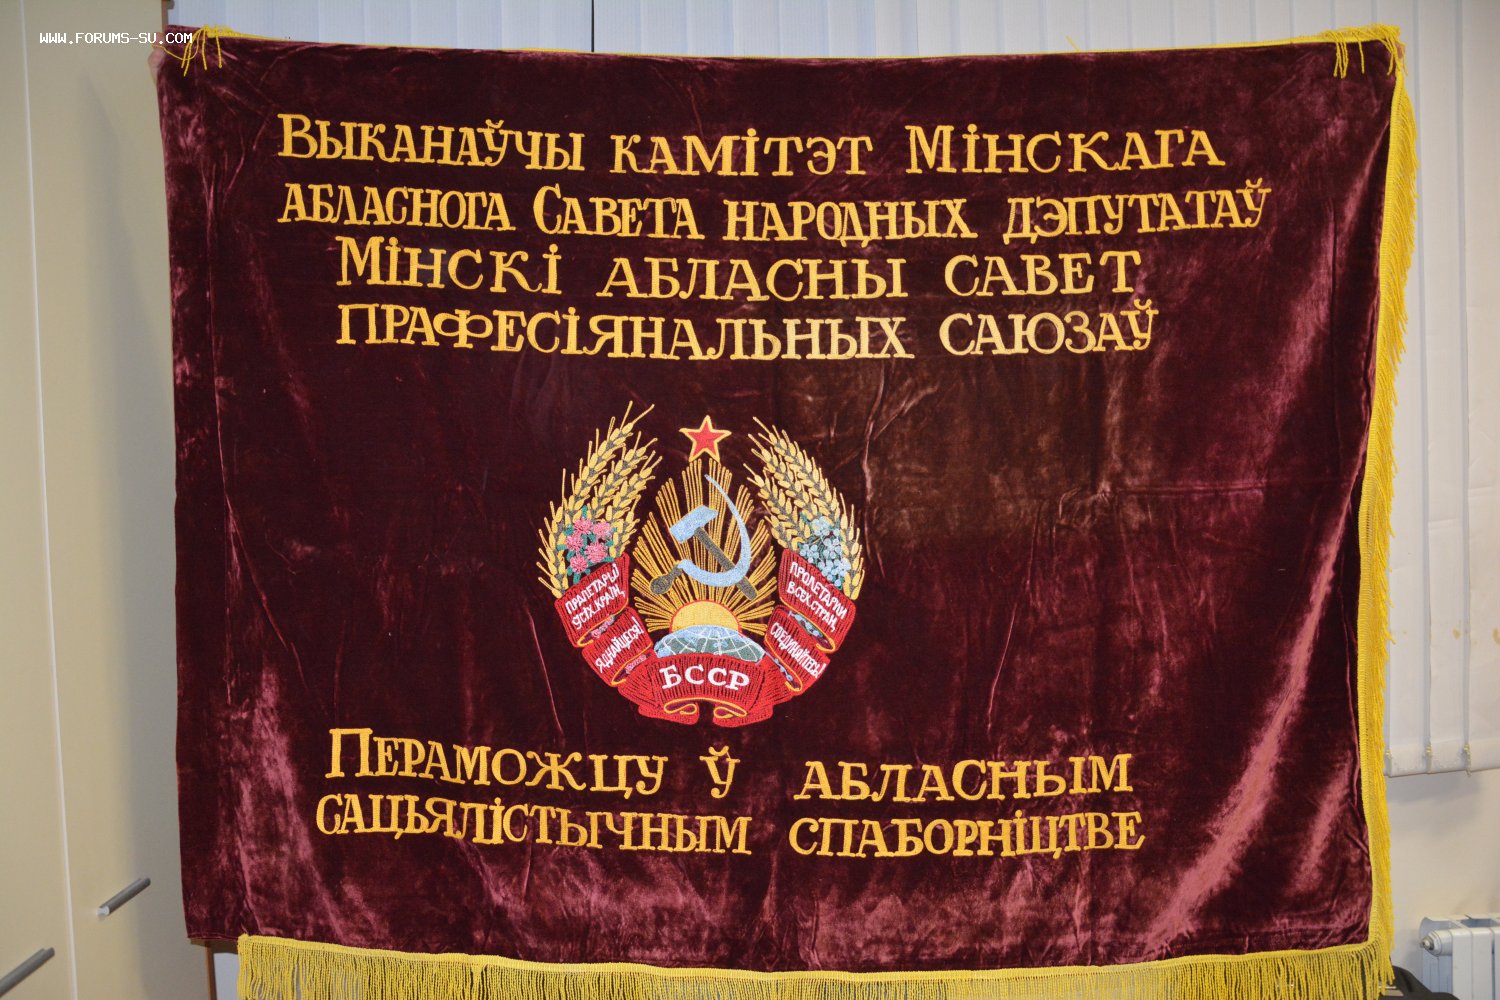 www.forums-su.com
Выканаўчы камітэт Мінскага
абласнога Савета народных дэпутатаў
Мінскі абласны савет
прафесіянальных саюзаў
Пралетарыі
ўсіх краін,
яднайцеся!
Пролетарии
всех стран,
соединяйтесь!
БССР
Пераможцу ў абласным
сацыялістычным спаборніцтве